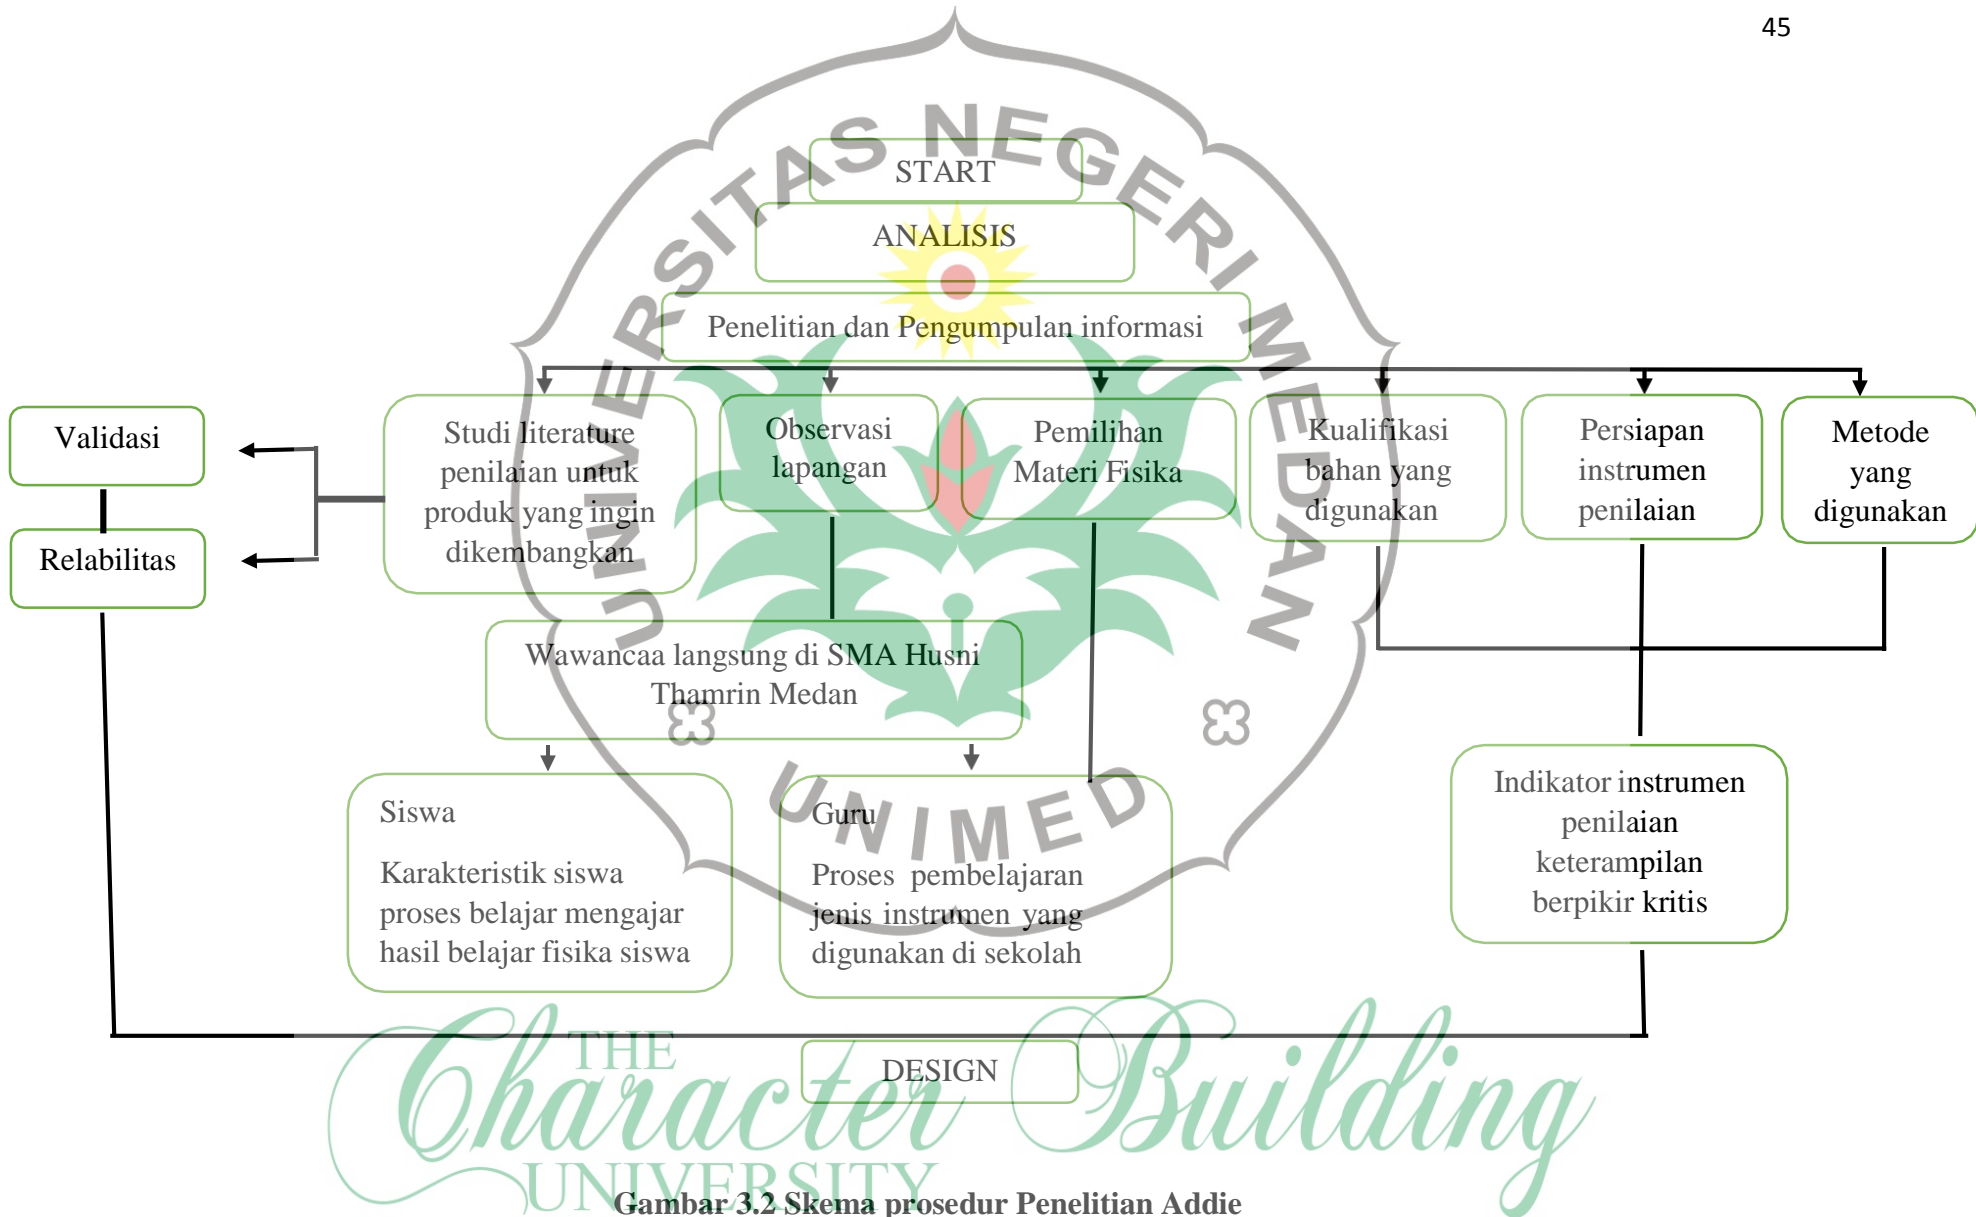 45
UNIVERSITAS NEGERI MEDAN
START
ANALISIS
Penelitian dan Pengumpulan informasi
Validasi
Relabilitas
Studi literature
penilaian untuk
produk yang ingin
dikembangkan
Observasi
lapangan
Pemilihan
Materi Fisika
Kualifikasi
bahan yang
digunakan
Persiapan
instrumen
penilaian
Metode
yang
digunakan
Wawancaa langsung di SMA Husni
Thamrin Medan
Siswa
Karakteristik siswa
proses belajar mengajar
hasil belajar fisika siswa
Guru
Proses pembelajaran
jenis instrumen yang
digunakan di sekolah
Indikator instrumen
penilaian
keterampilan
berpikir kritis
UNIMED
DESIGN
THE
Character Building
UNIVERSITY
Gambar 3.2 Skema prosedur Penelitian Addie